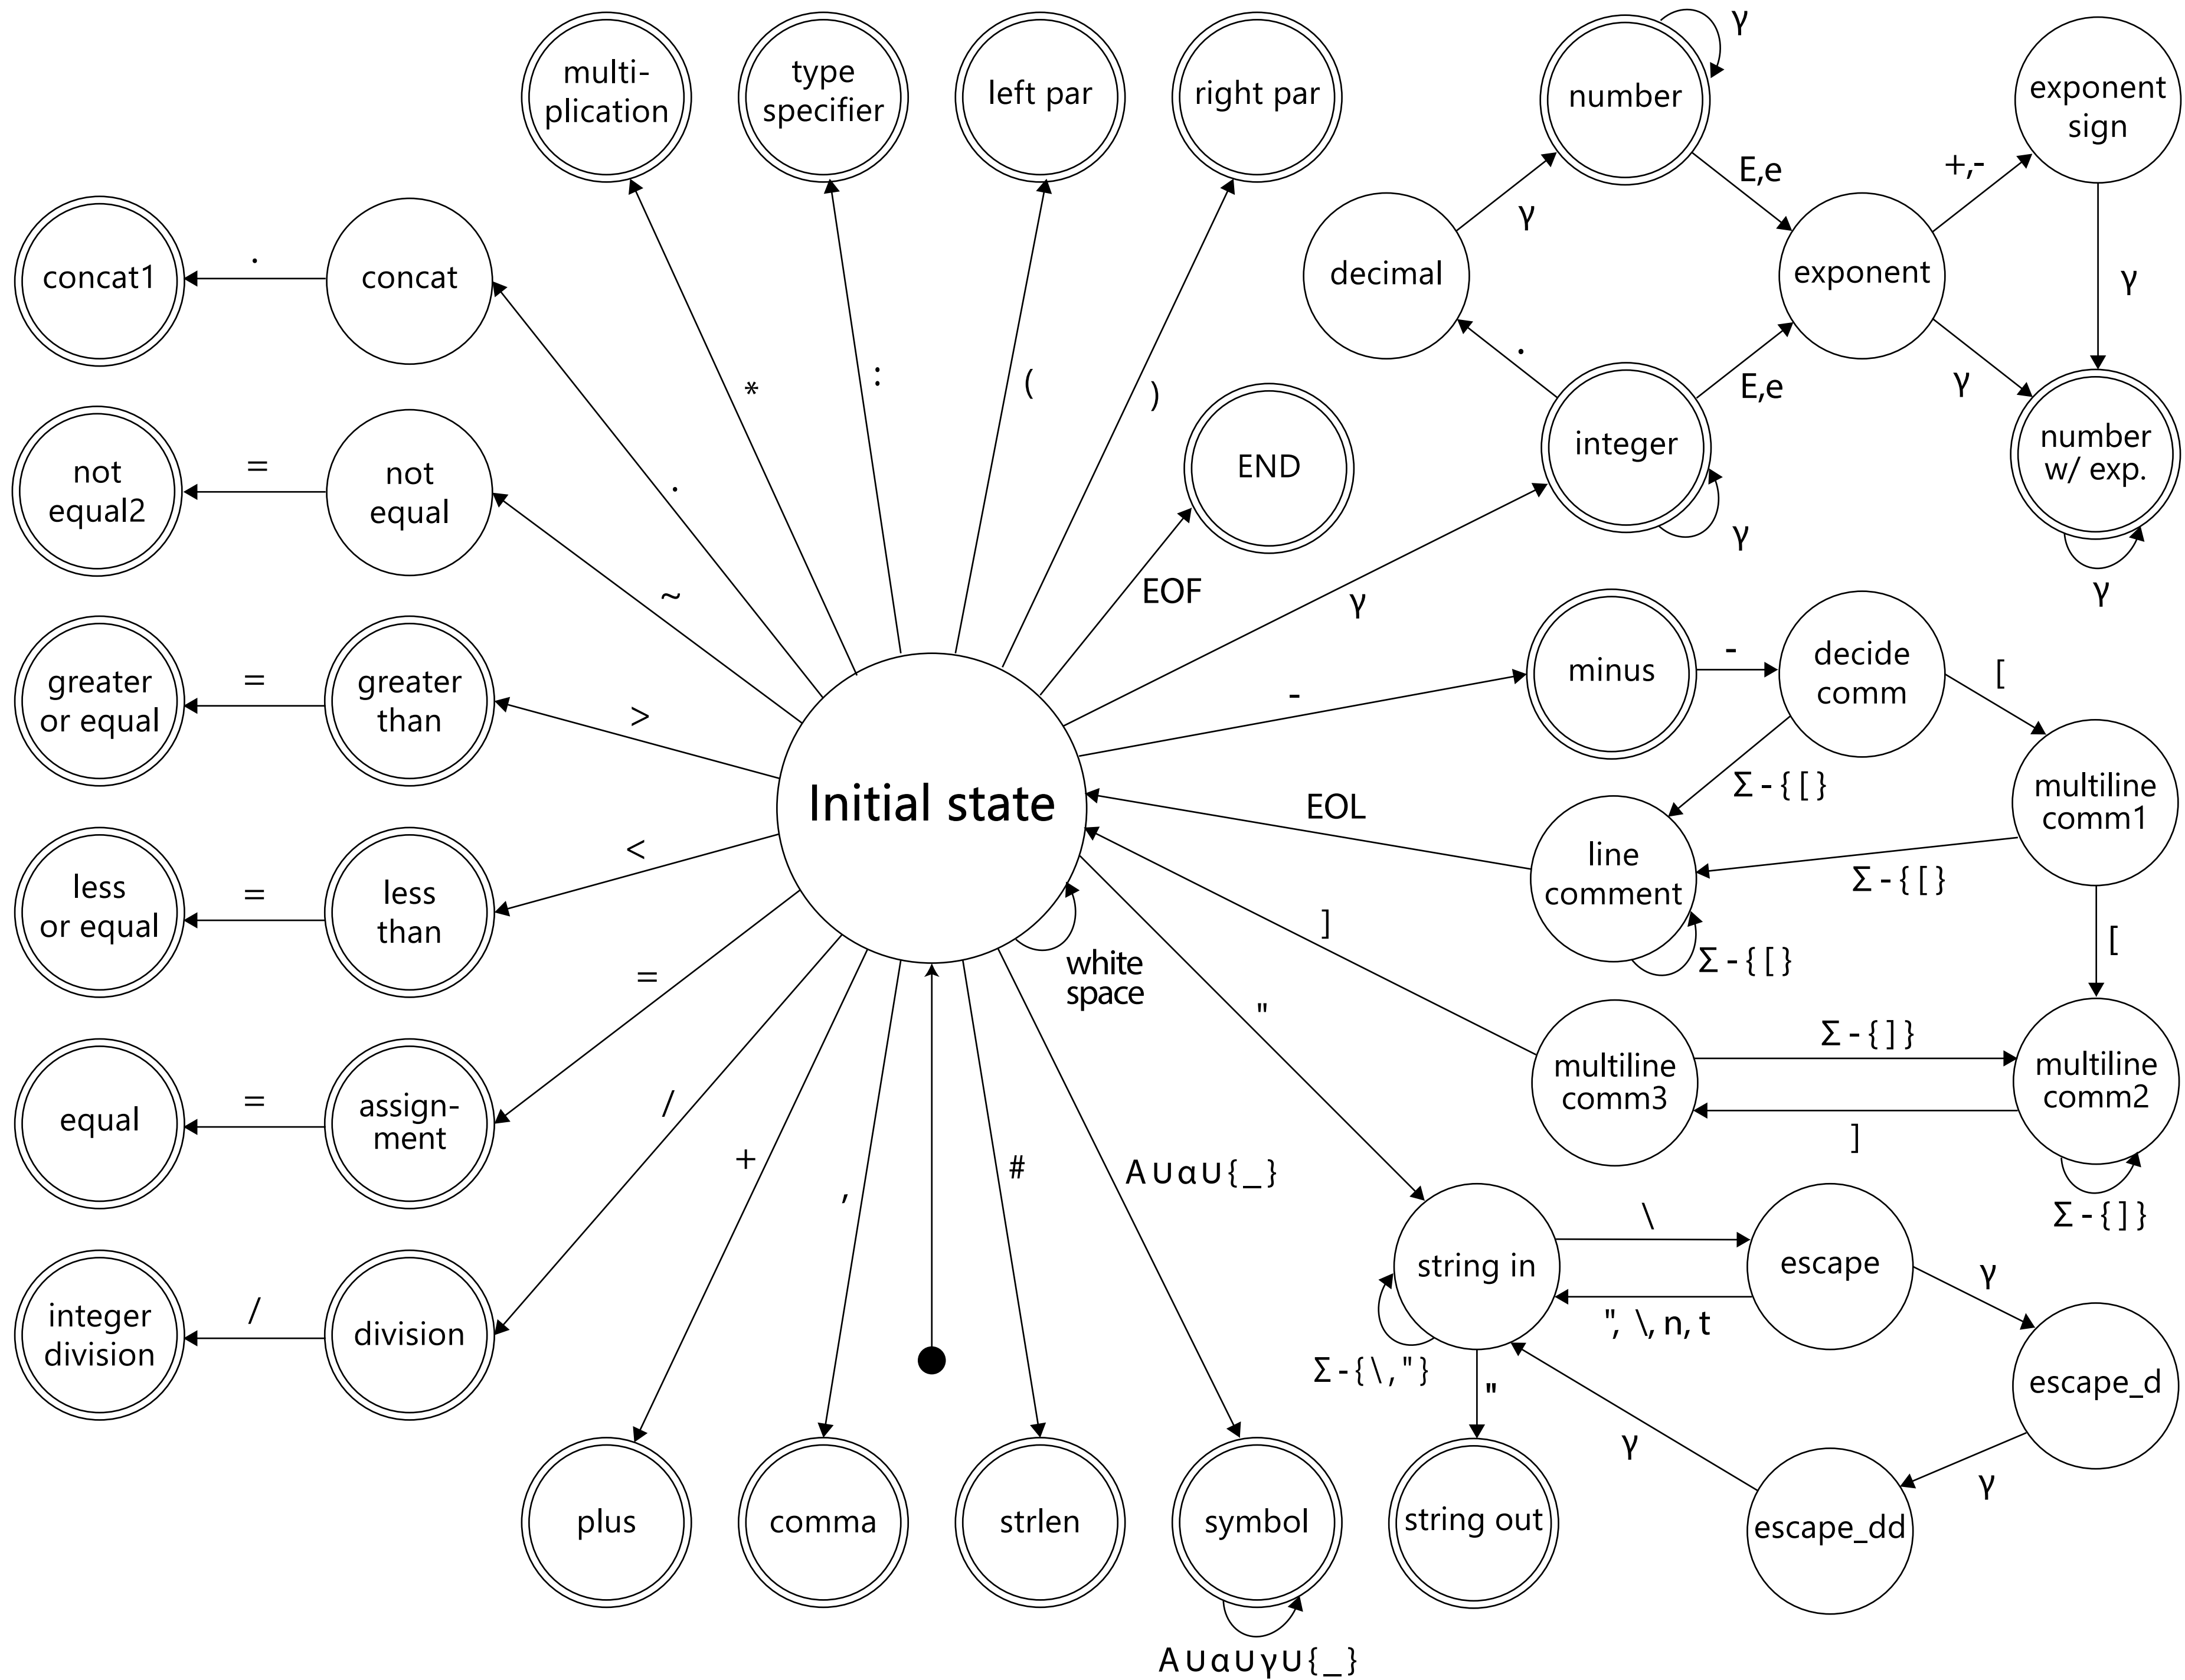 multi-
plication
type
specifier
left par
right par
number
γ
exponent
sign
E,e
+,-
γ
decimal
exponent
γ
concat1
.
concat
.
E,e
γ
integer
γ
number
w/ exp.
γ
*
:
(
)
.
END
EOF
γ
not
equal2
=
not
equal
~
greater
or equal
=
greater
than
>
minus
-
-
decide
comm
[
Initial state
EOL
Σ-{[}
multiline
comm1
line
comment
Σ-{[}
Σ-{[}
[
less
or equal
=
less
than
<
]
white
space
"
multiline
comm3
Σ-{]}
]
multiline
comm2
Σ-{]}
equal
=
assign-
ment
=
/
+
,
#
A∪α∪{_}
integer
division
/
division
string in
\
", \, n, t
escape
γ
Σ-{\,"}
"
γ
escape_d
γ
plus
comma
strlen
symbol
string out
escape_dd
A∪α∪γ∪{_}